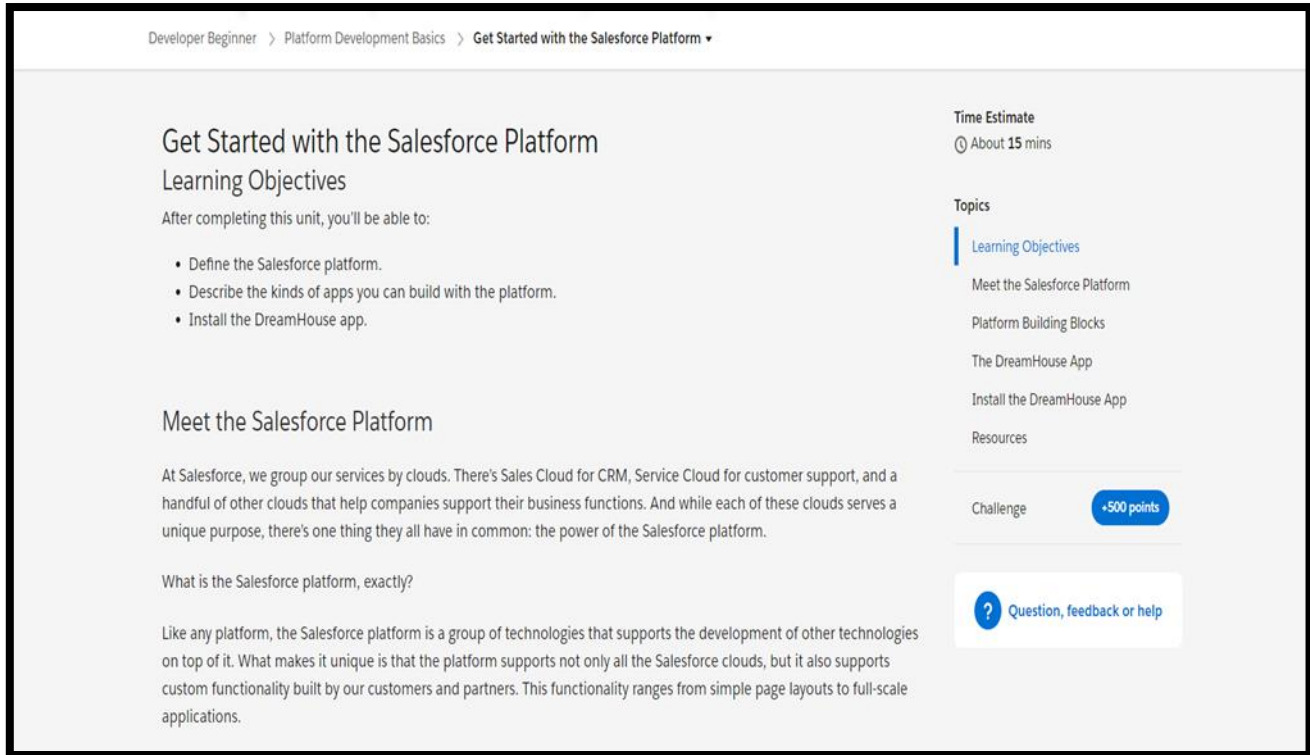 Developer Beginner > Platform Development Basics > Get Started with the Salesforce Platform
Get Started with the Salesforce Platform
Learning Objectives
After completing this unit, you'll be able to:
• Define the Salesforce platform.
• Describe the kinds of apps you can build with the platform.
• Install the DreamHouse app.
Meet the Salesforce Platform
At Salesforce, we group our services by clouds. There's Sales Cloud for CRM, Service Cloud for customer support, and a
handful of other clouds that help companies support their business functions. And while each of these clouds serves a
unique purpose, there's one thing they all have in common: the power of the Salesforce platform.
What is the Salesforce platform, exactly?
Like any platform, the Salesforce platform is a group of technologies that supports the development of other technologies
on top of it. What makes it unique is that the platform supports not only all the Salesforce clouds, but it also supports
custom functionality built by our customers and partners. This functionality ranges from simple page layouts to full-scale
applications.
Time Estimate
About 15 mins
Topics
Learning Objectives
Meet the Salesforce Platform
Platform Building Blocks
The DreamHouse App
Install the DreamHouse App
Resources
Challenge
+500 points
? Question, feedback or help